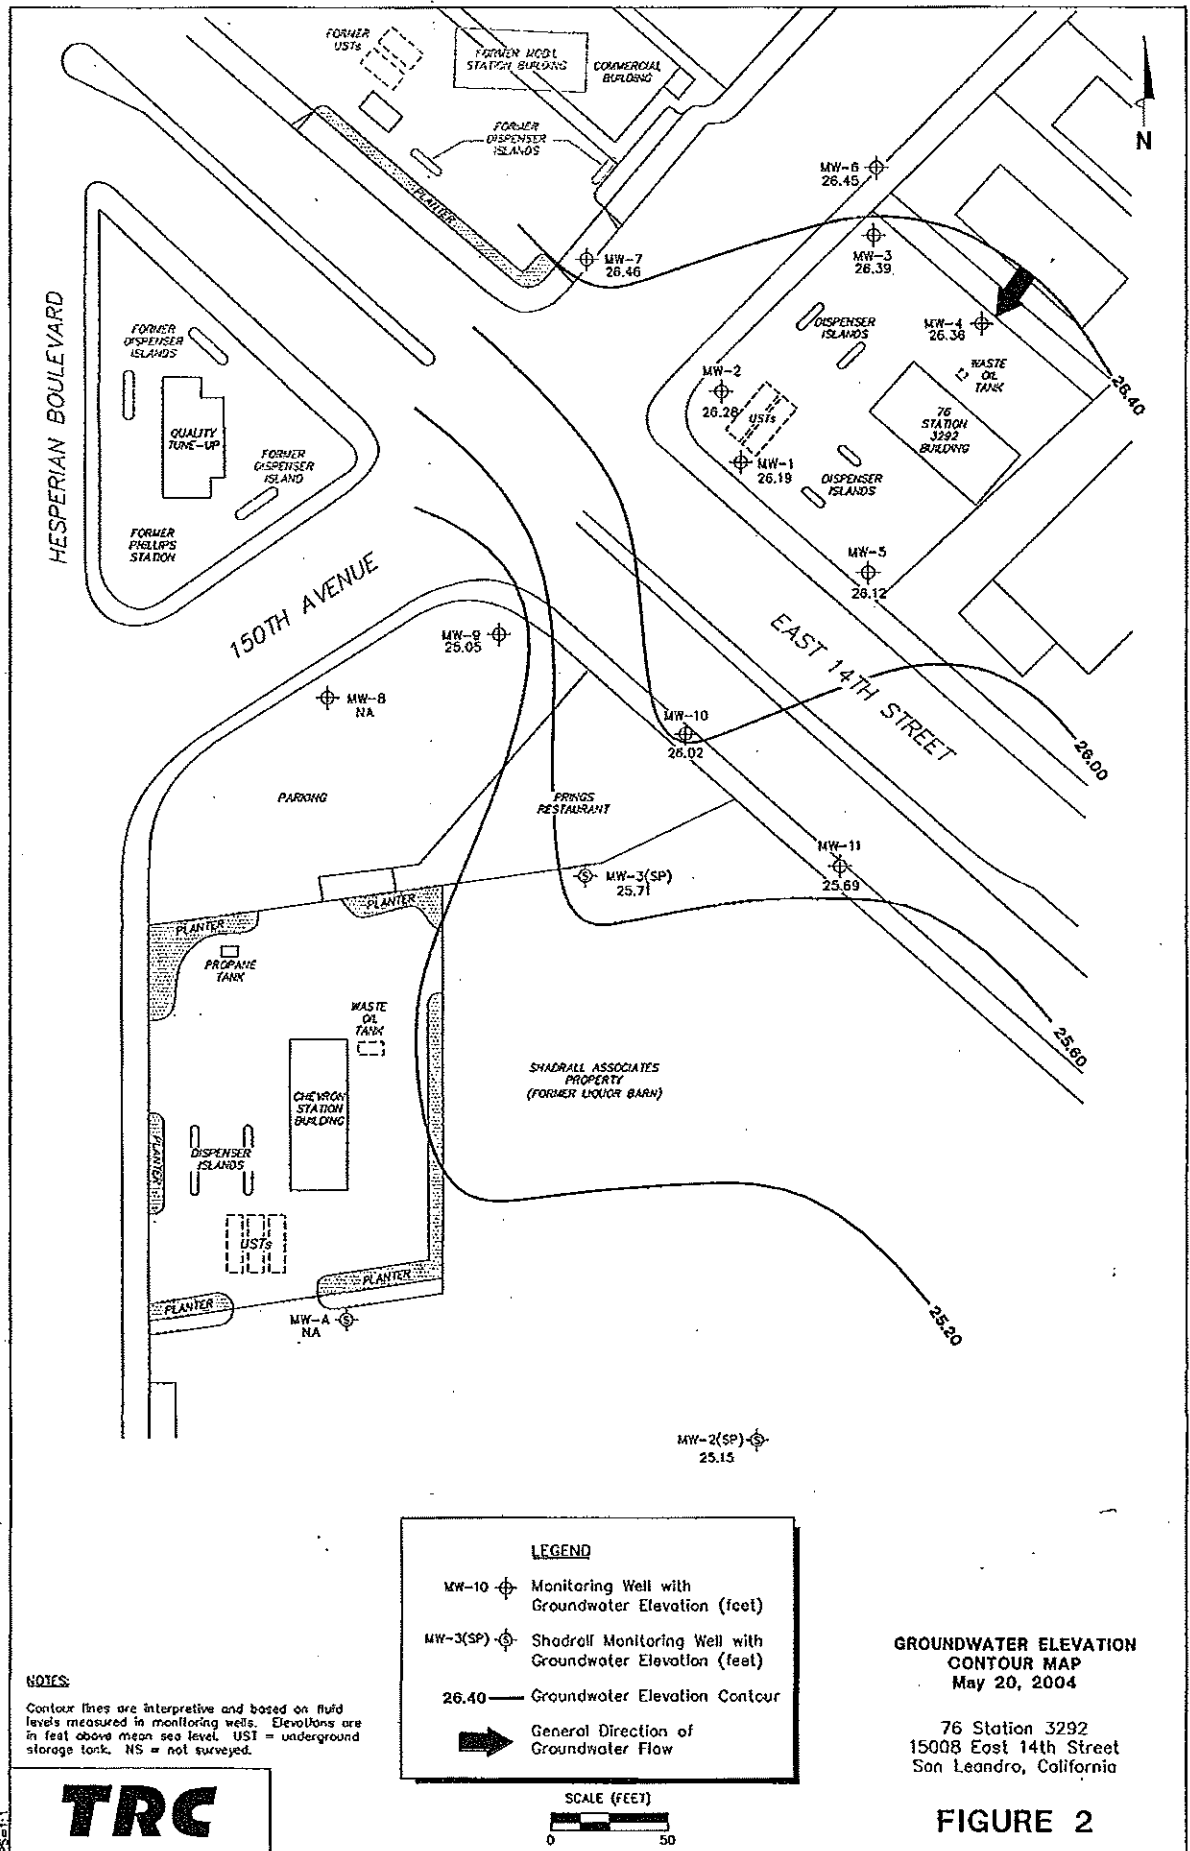 FORMER
USTs
FORMER MOBIL
STATION BUILDING
COMMERCIAL
BUILDING
FORMER
DISPENSER
ISLANDS
PLANTER
N
MW-6
26.45
MW-7
26.46
MW-3
26.39
MW-4
26.36
DISPENSER
ISLANDS
WASTE
OIL
TANK
26.40
MW-2
26.28
USTs
76
STATION
3292
BUILDING
MW-1
26.19
DISPENSER
ISLANDS
MW-5
26.12
HESPERIAN BOULEVARD
FORMER
DISPENSER
ISLANDS
QUALITY
TUNE-UP
FORMER
DISPENSER
ISLAND
FORMER
PHILLIPS
STATION
150TH AVENUE
EAST 14TH STREET
MW-9
25.05
MW-8
NA
MW-10
26.02
26.00
PARKING
PRINGS
RESTAURANT
MW-11
25.69
MW-3(SP)
25.71
PLANTER
PLANTER
PROPANE
TANK
WASTE
OIL
TANK
25.60
SHADRALL ASSOCIATES
PROPERTY
(FORMER LIQUOR BARN)
CHEVRON
STATION
BUILDING
PLANTER
DISPENSER
ISLANDS
USTs
PLANTER
PLANTER
MW-A
NA
25.20
MW-2(SP)
25.15
LEGEND
MW-10 Monitoring Well with
Groundwater Elevation (feet)
MW-3(SP) Shadrall Monitoring Well with
Groundwater Elevation (feet)
26.40 Groundwater Elevation Contour
General Direction of
Groundwater Flow
NOTES:
Contour lines are interpretive and based on fluid
levels measured in monitoring wells. Elevations are
in feet above mean sea level. UST = underground
storage tank. NS = not surveyed.
GROUNDWATER ELEVATION
CONTOUR MAP
May 20, 2004
76 Station 3292
15008 East 14th Street
San Leandro, California
TRC
SCALE (FEET)
0 50
FIGURE 2